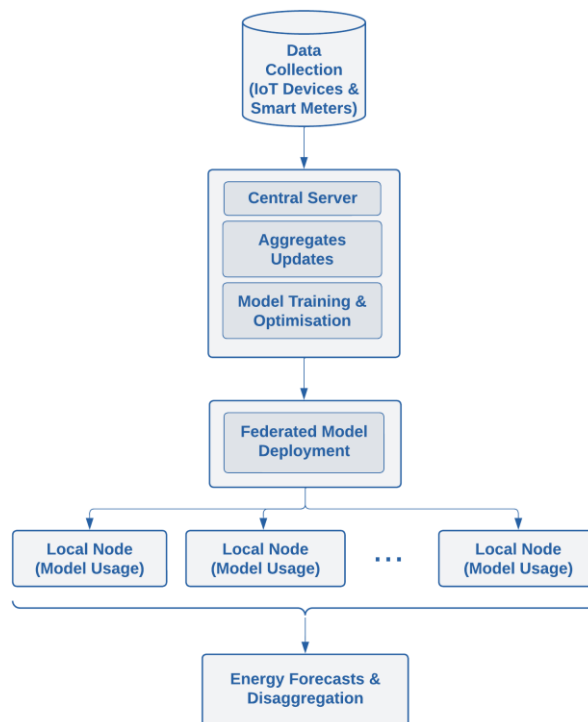 Data
Collection
(IoT Devices &
Smart Meters)
Central Server
Aggregates
Updates
Model Training &
Optimisation
Federated Model
Deployment
Local Node
(Model Usage)
Local Node
(Model Usage)
...
Local Node
(Model Usage)
Energy Forecasts &
Disaggregation